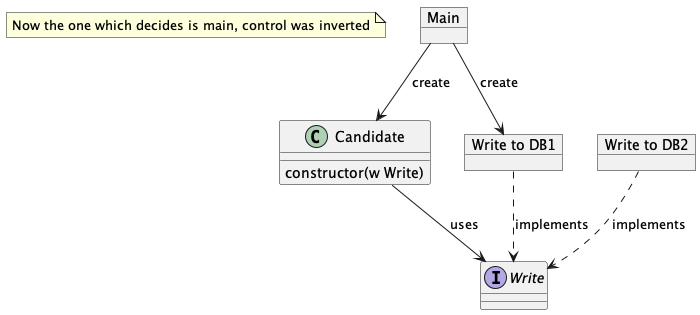 Now the one which decides is main, control was inverted
Main
create
create
C Candidate
constructor(w Write)
Write to DB1
Write to DB2
uses
implements
implements
I Write